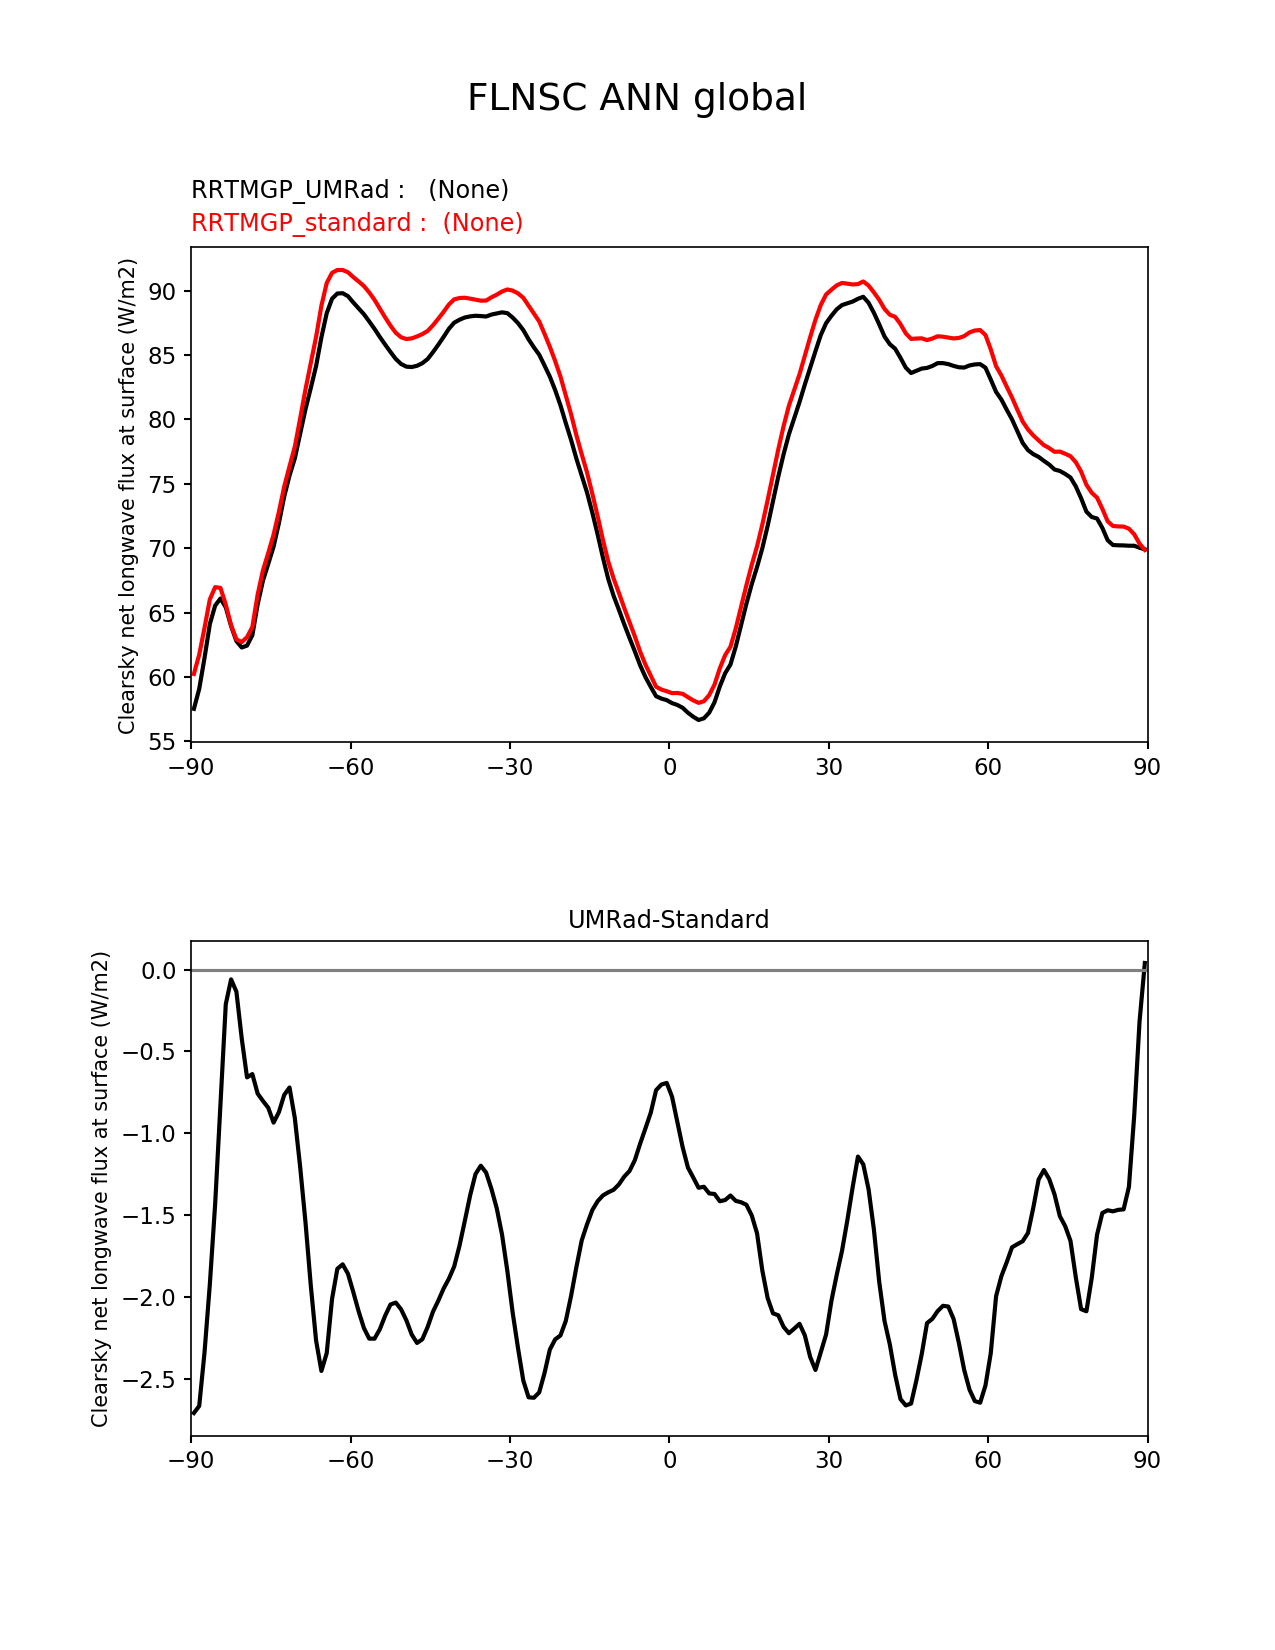 FLNSC ANN global
RRTMGP_UMRad :   (None)
RRTMGP_standard :  (None)
Clearsky net longwave flux at surface (W/m2)
90
85
80
75
70
65
60
55
−90 −60 −30 0 30 60 90
UMRad-Standard
Clearsky net longwave flux at surface (W/m2)
0.0
−0.5
−1.0
−1.5
−2.0
−2.5
−90 −60 −30 0 30 60 90